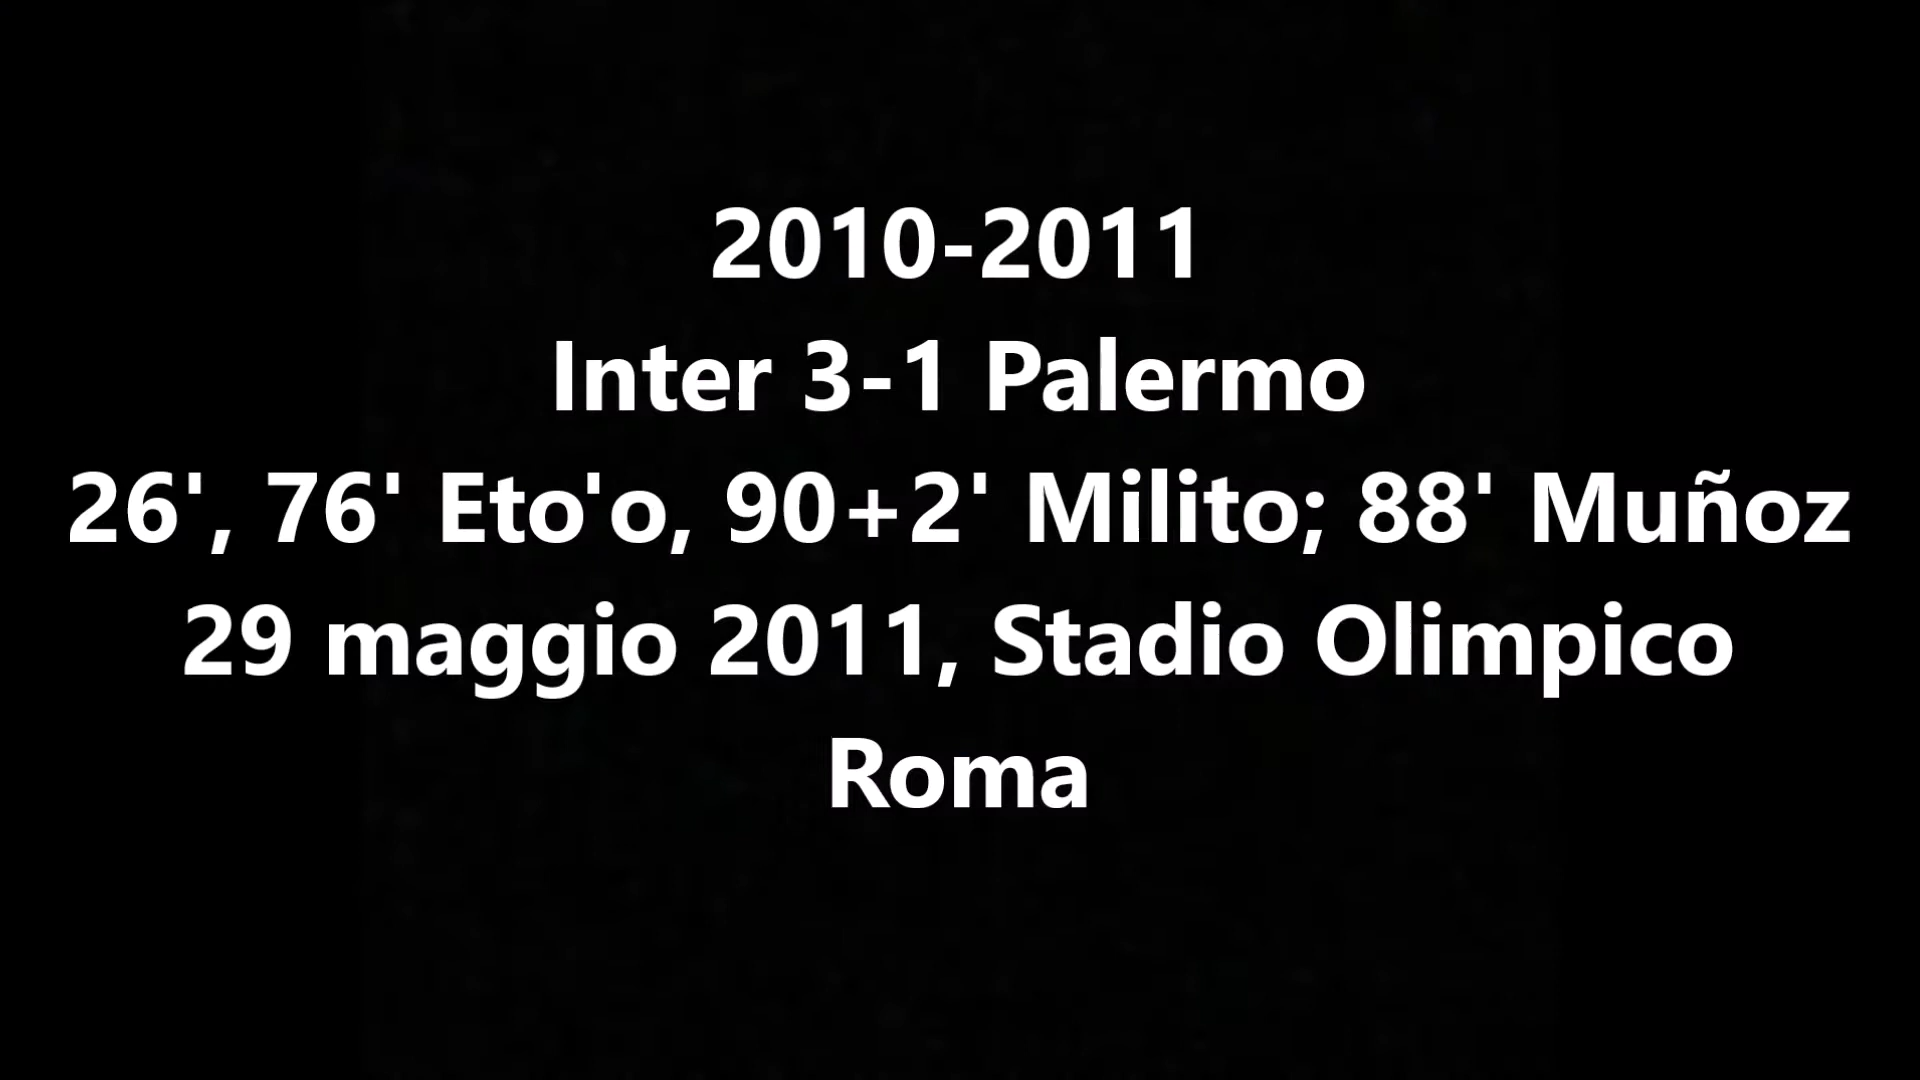 2010-2011
Inter 3-1 Palermo
26', 76' Eto'o, 90+2' Milito; 88' Muñoz
29 maggio 2011, Stadio Olimpico
Roma